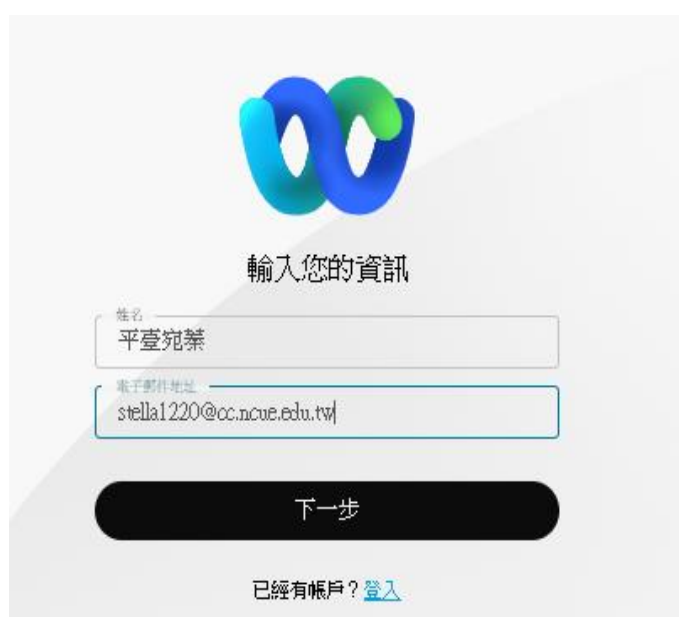 輸入您的資訊
姓名
平臺宛蓁
電子郵件地址
stella1220@cc.ncue.edu.tw
下一步
已經有帳戶？登入